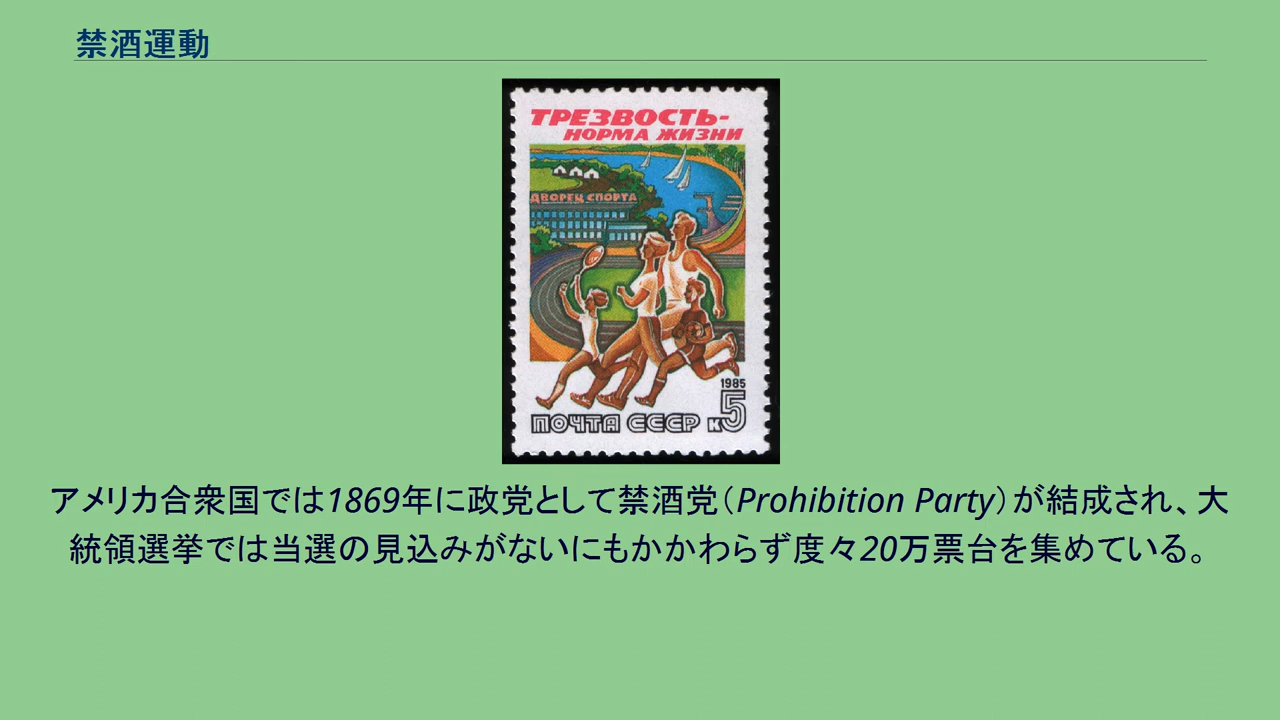 禁酒運動
ТРЕЗВОСТЬ-
НОРМА ЖИЗНИ
ДВОРЕЦ СПОРТА
1985
ПОЧТА СССР к5
アメリカ合衆国では1869年に政党として禁酒党（Prohibition Party）が結成され、大
統領選挙では当選の見込みがないにもかかわらず度々20万票台を集めている。